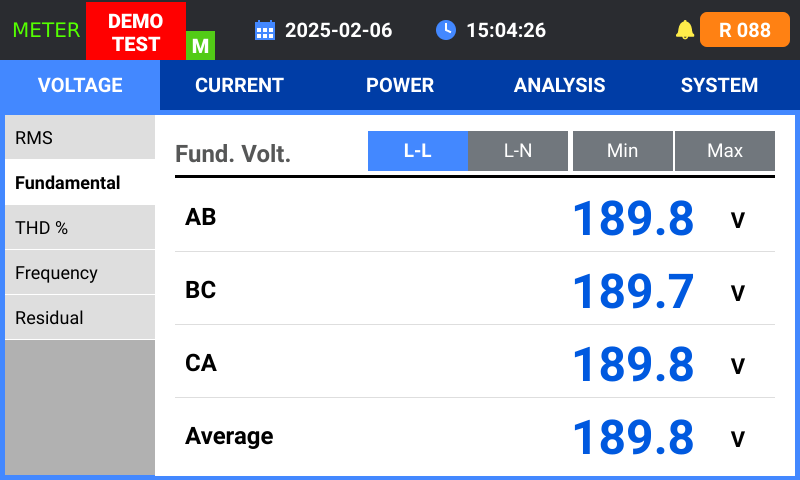 METER
DEMO
TEST
M
2025-02-06
15:04:26
R 088
VOLTAGE
CURRENT
POWER
ANALYSIS
SYSTEM
RMS
Fundamental
THD %
Frequency
Residual
Fund. Volt.
L-L
L-N
Min
Max
AB
189.8 V
BC
189.7 V
CA
189.8 V
Average
189.8 V